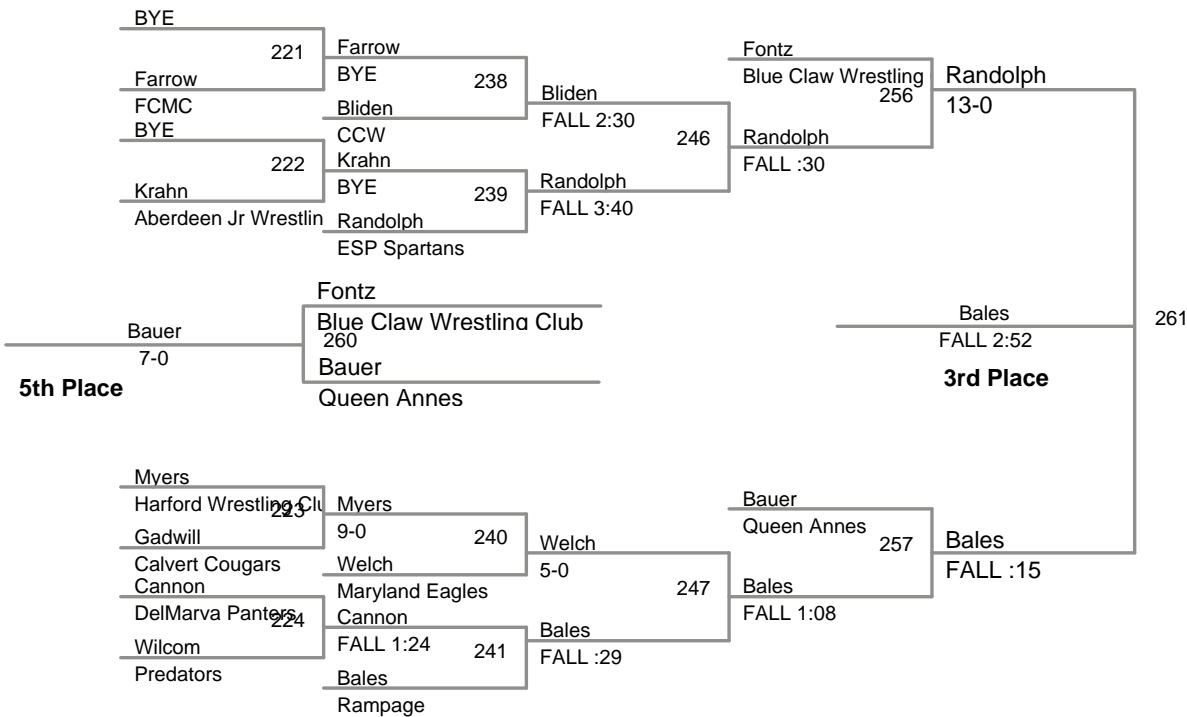 BYE
221
Farrow
FCMC
BYE
222
Krahn
Aberdeen Jr Wrestlin
Farrow
BYE
238
Bliden
CCW
Krahn
BYE
239
Randolph
ESP Spartans
Bliden
FALL 2:30
246
Randolph
FALL 3:40
Fontz
Blue Claw Wrestling
256
Randolph
FALL :30
Randolph
13-0
Fontz
Blue Claw Wrestling Club
260
Bauer
Queen Annes
Bauer
7-0
5th Place
Bales
FALL 2:52
3rd Place
261
Myers
Harford Wrestling Clu
223
Gadwill
Calvert Cougars
Cannon
DelMarva Panters
224
Wilcom
Predators
Myers
9-0
240
Welch
Maryland Eagles
Cannon
FALL 1:24
241
Bales
Rampage
Welch
5-0
247
Bales
FALL :29
Bauer
Queen Annes
257
Bales
FALL 1:08
Bales
FALL :15